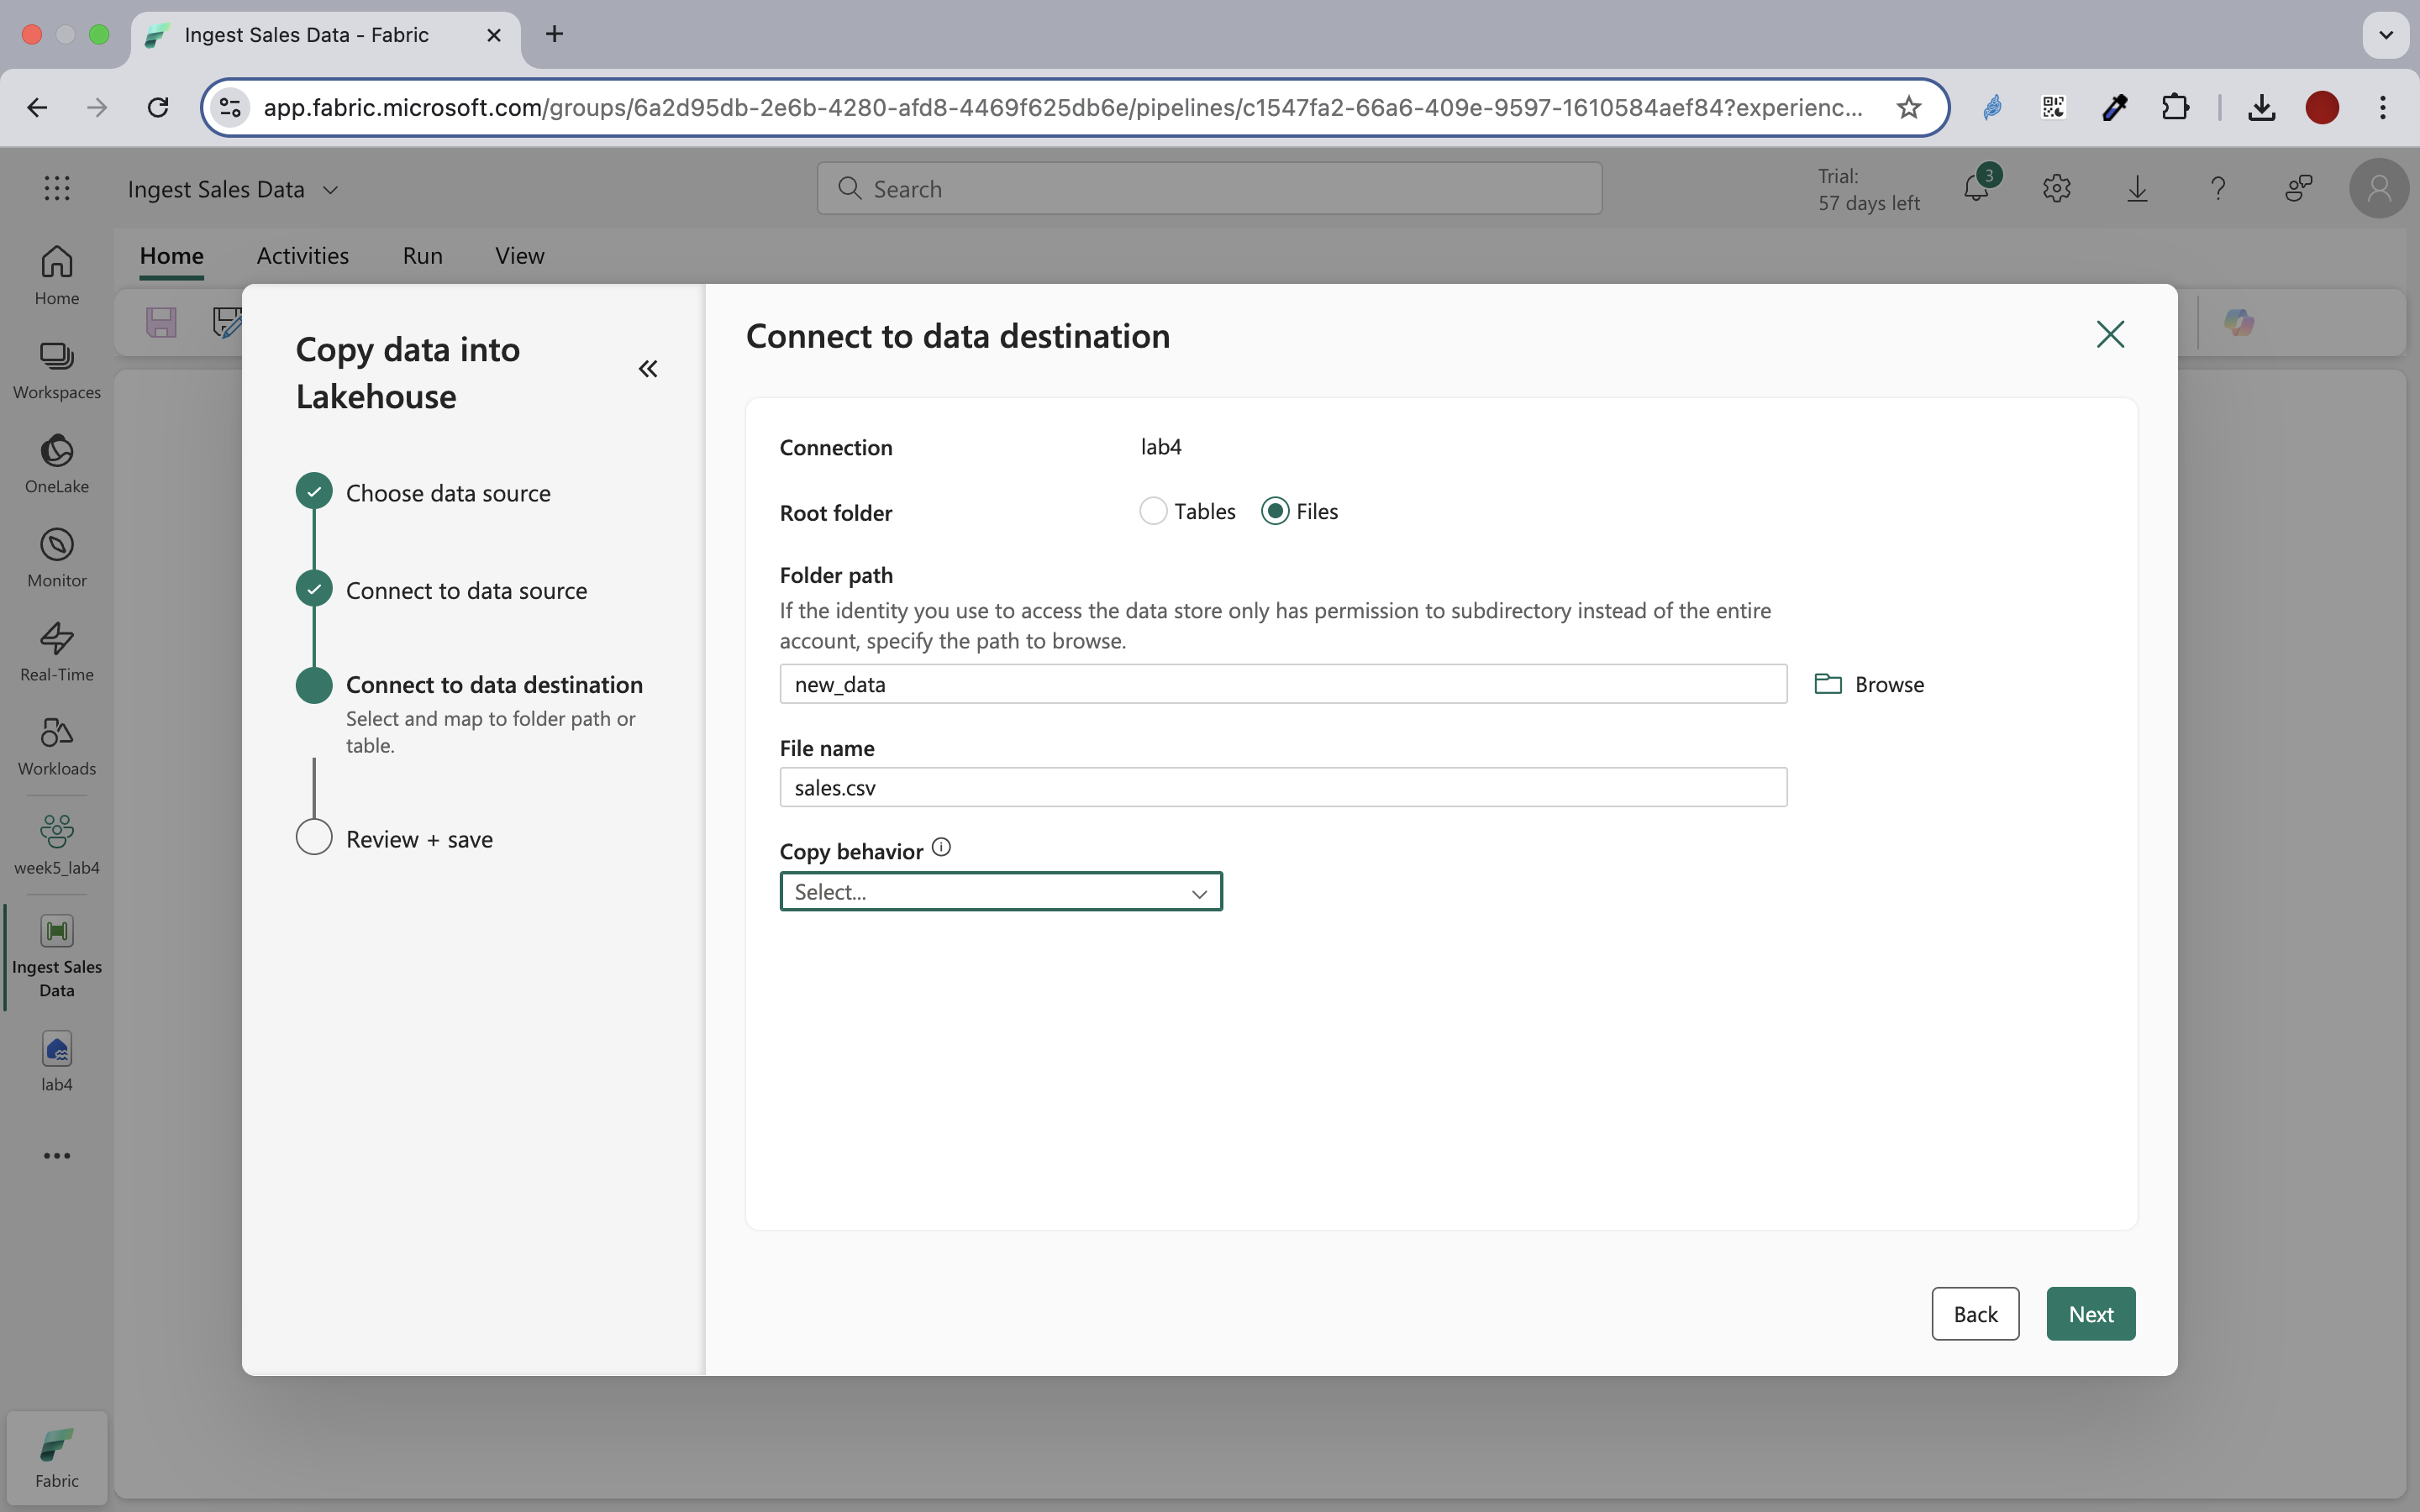 Ingest Sales Data - Fabric
app.fabric.microsoft.com/groups/6a2d95db-2e6b-4280-afd8-4469f625db6e/pipelines/c1547fa2-66a6-409e-9597-1610584aef84?experienc...
Ingest Sales Data
Search
Trial:
57 days left
3
Home
Activities
Run
View
Home
Workspaces
OneLake
Monitor
Real-Time
Workloads
week5_lab4
Ingest Sales
Data
lab4
Fabric
Copy data into
Lakehouse
Choose data source
Connect to data source
Connect to data destination
Select and map to folder path or
table.
Review + save
Connect to data destination
Connection
lab4
Root folder
Tables
Files
Folder path
If the identity you use to access the data store only has permission to subdirectory instead of the entire
account, specify the path to browse.
new_data
Browse
File name
sales.csv
Copy behavior
Select...
Back
Next